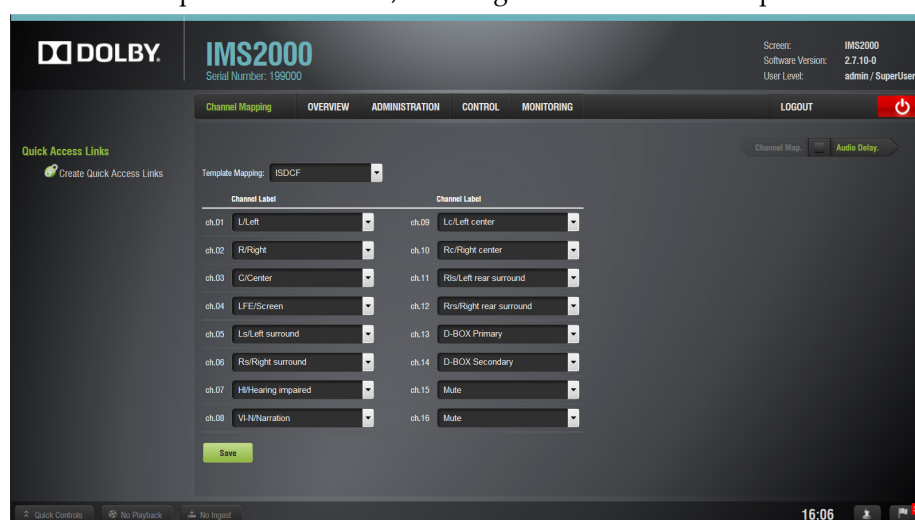 DOLBY.
IMS2000
Serial Number: 199000
Screen: IMS2000
Software Version: 2.7.10-0
User Level: admin / SuperUser
Channel Mapping OVERVIEW ADMINISTRATION CONTROL MONITORING LOGOUT
Quick Access Links
Create Quick Access Links
Channel Map. Audio Delay.
Template Mapping: ISDCF
Channel Label Channel Label
ch.01 L/Left ch.09 Lc/Left center
ch.02 R/Right ch.10 Rc/Right center
ch.03 C/Center ch.11 Rls/Left rear surround
ch.04 LFE/Screen ch.12 Rrs/Right rear surround
ch.05 Ls/Left surround ch.13 D-BOX Primary
ch.06 Rs/Right surround ch.14 D-BOX Secondary
ch.07 HI/Hearing impaired ch.15 Mute
ch.08 VI-N/Narration ch.16 Mute
Save
Quick Controls No Playback No Ingest 16:06